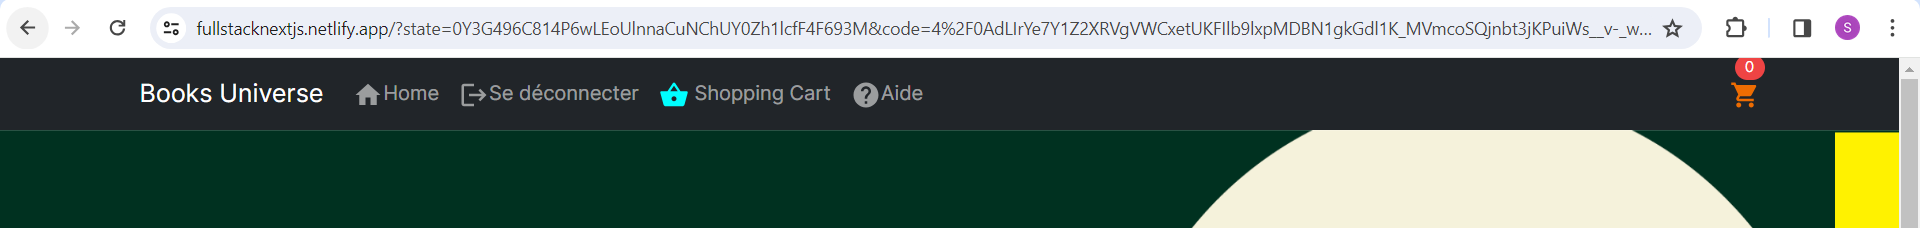 fullstacknextjs.netlify.app/?state=0Y3G496C814P6wLEoUlnnaCuNChUY0Zh1lcfF4F693M&code=4%2F0AdLIrYe7Y1Z2XRVgVWCxetUKFIlb9lxpMDBN1gkGdl1K_MVmcoSQjnbt3jKPuiWs__v-_w...
S
0
Books Universe Home Se déconnecter Shopping Cart Aide